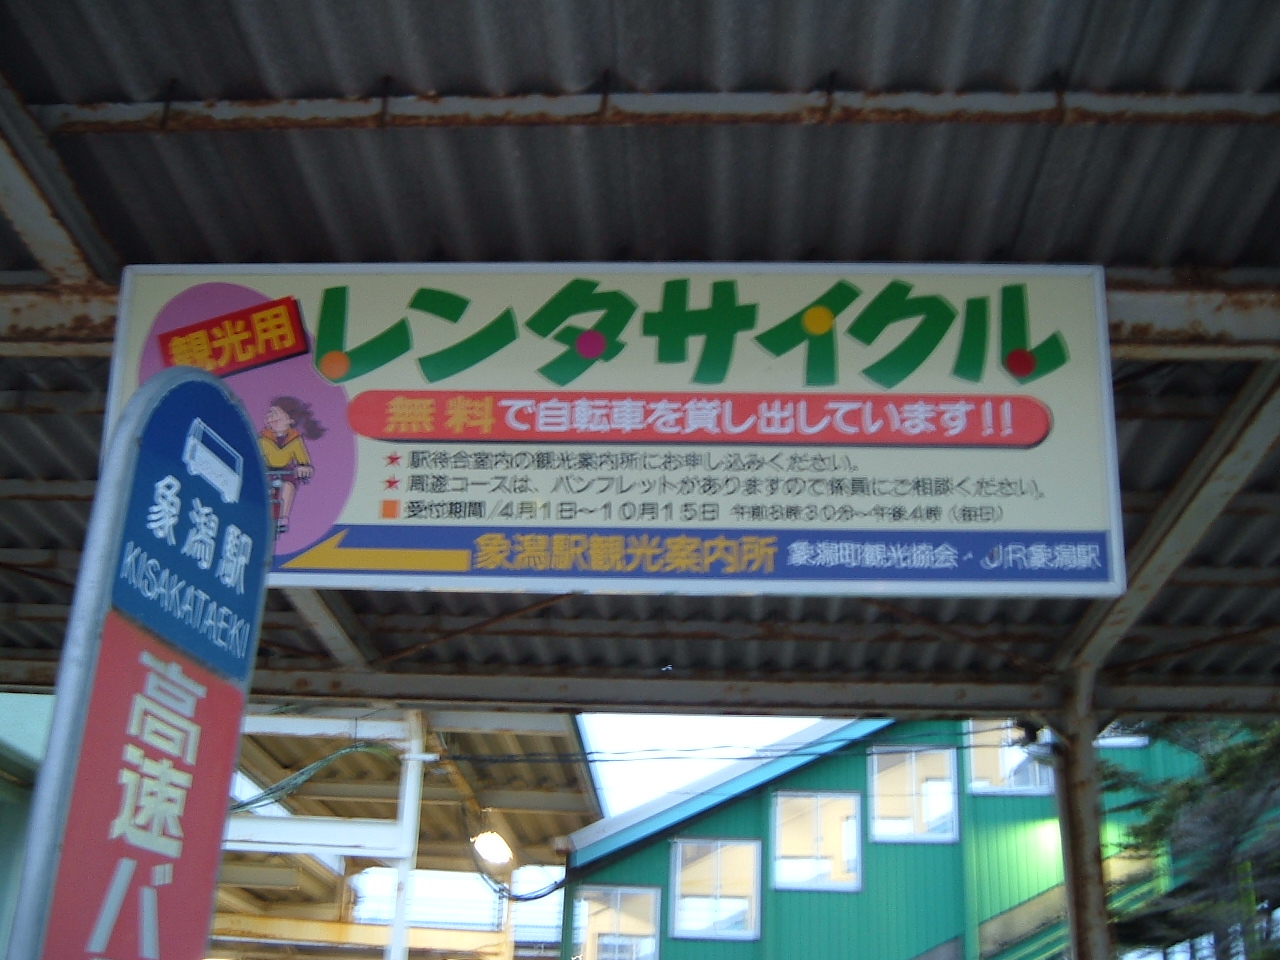 観光用
レンタサイクル
無料で自転車を貸し出しています!!
★駅待合室内の観光案内所にお申し込みください。
★周遊コースは、パンフレットがありますので係員にご相談ください。
受付期間/4月1日〜10月15日 午前8時30分〜午後4時(毎日)
象潟駅観光案内所 象潟町観光協会・JR象潟駅
象潟駅
KISAKATAEKI
高速バ